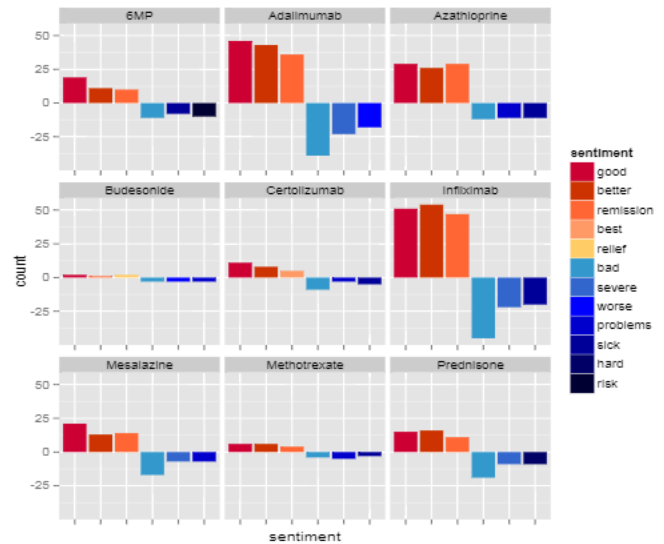 6MP
Adalimumab
Azathioprine
50
25
0
-25
Budesonide
Certolizumab
Infliximab
50
25
0
-25
Mesalazine
Methotrexate
Prednisone
50
25
0
-25
count
sentiment
sentiment
good
better
remission
best
relief
bad
severe
worse
problems
sick
hard
risk